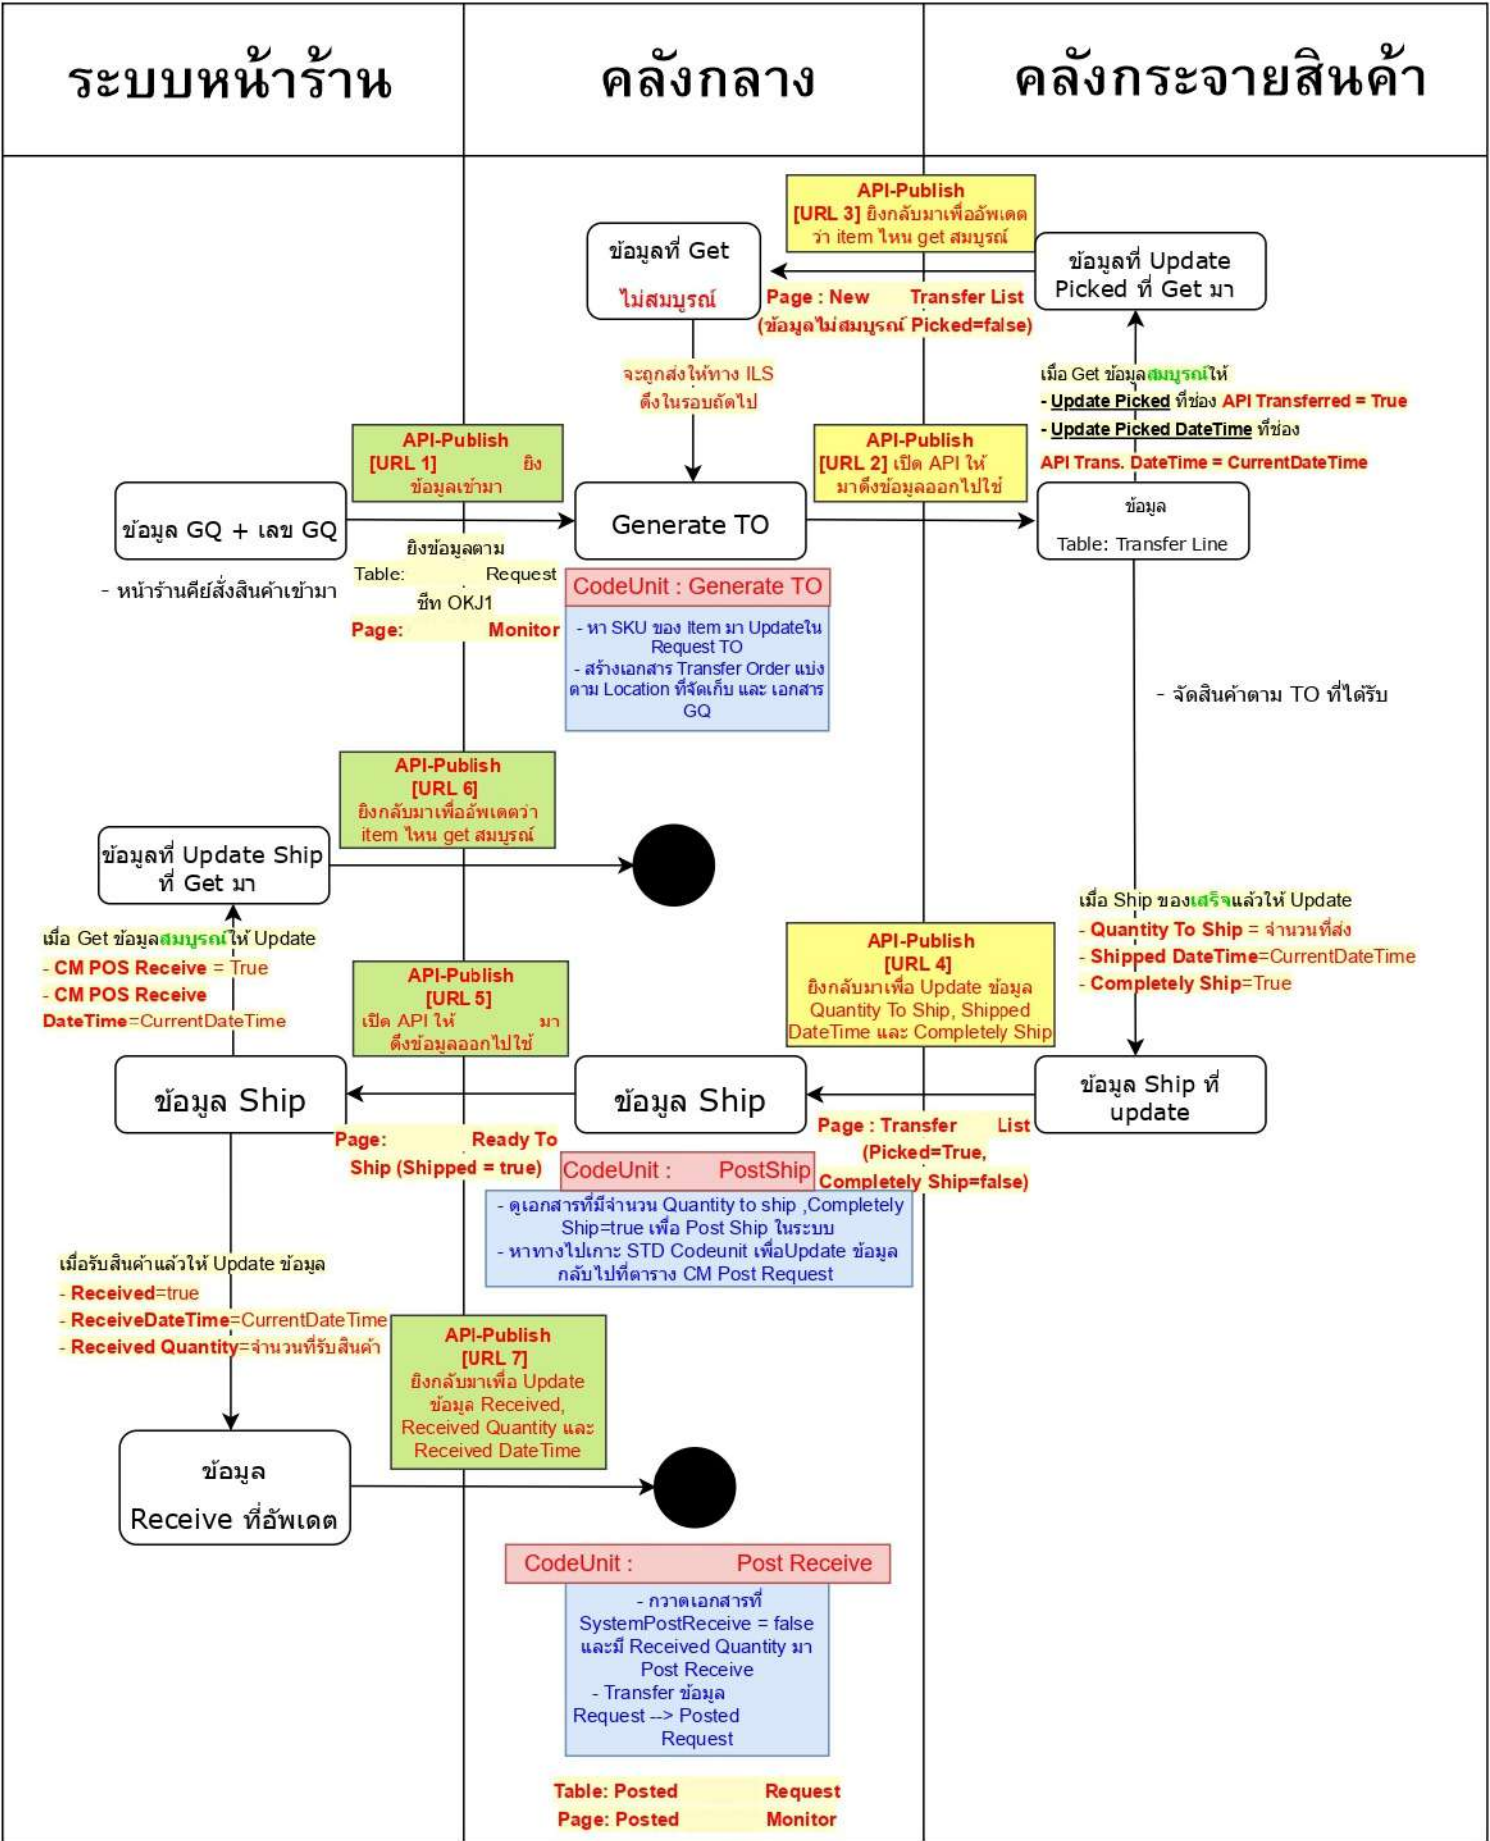 ระบบหน้าร้าน
คลังกลาง
คลังกระจายสินค้า
API-Publish
[URL 3] ยิงกลับมาเพื่ออัพเดต
ว่า item ไหน get สมบูรณ์
ข้อมูลที่ Get
ไม่สมบูรณ์
ข้อมูลที่ Update
Picked ที่ Get มา
Page : New Transfer List
(ข้อมูลไม่สมบูรณ์ Picked=false)
จะถูกส่งให้ทาง ILS
ดึงในรอบถัดไป
เมื่อ Get ข้อมูลสมบูรณ์ให้
- Update Picked ที่ช่อง API Transferred = True
- Update Picked DateTime ที่ช่อง
API Trans. DateTime = CurrentDateTime
API-Publish
[URL 1] ยิง
ข้อมูลเข้ามา
API-Publish
[URL 2] เปิด API ให้
มาดึงข้อมูลออกไปใช้
ข้อมูล GQ + เลข GQ
Generate TO
ข้อมูล
Table: Transfer Line
- หน้าร้านคีย์สั่งสินค้าเข้ามา
ยิงข้อมูลตาม
Table: Request
ชีท OKJ1
Page: Monitor
CodeUnit : Generate TO
- หา SKU ของ Item มา Updateใน
Request TO
- สร้างเอกสาร Transfer Order แบ่ง
ตาม Location ที่จัดเก็บ และ เอกสาร
GQ
- จัดสินค้าตาม TO ที่ได้รับ
API-Publish
[URL 6]
ยิงกลับมาเพื่ออัพเดตว่า
item ไหน get สมบูรณ์
ข้อมูลที่ Update Ship
ที่ Get มา
เมื่อ Get ข้อมูลสมบูรณ์ให้ Update
- CM POS Receive = True
- CM POS Receive
DateTime=CurrentDateTime
API-Publish
[URL 5]
เปิด API ให้ มา
ดึงข้อมูลออกไปใช้
API-Publish
[URL 4]
ยิงกลับมาเพื่อ Update ข้อมูล
Quantity To Ship, Shipped
DateTime และ Completely Ship
เมื่อ Ship ของเสร็จแล้วให้ Update
- Quantity To Ship = จำนวนที่ส่ง
- Shipped DateTime=CurrentDateTime
- Completely Ship=True
ข้อมูล Ship
ข้อมูล Ship
ข้อมูล Ship ที่
update
Page: Ready To
Ship (Shipped = true)
Page : Transfer List
(Picked=True,
Completely Ship=false)
CodeUnit : PostShip
- ดูเอกสารที่มีจำนวน Quantity to ship ,Completely
Ship=true เพื่อ Post Ship ในระบบ
- หาทางไปเกาะ STD Codeunit เพื่อUpdate ข้อมูล
กลับไปที่ตาราง CM Post Request
เมื่อรับสินค้าแล้วให้ Update ข้อมูล
- Received=true
- ReceiveDateTime=CurrentDateTime
- Received Quantity=จำนวนที่รับสินค้า
API-Publish
[URL 7]
ยิงกลับมาเพื่อ Update
ข้อมูล Received,
Received Quantity และ
Received DateTime
ข้อมูล
Receive ที่อัพเดต
CodeUnit : Post Receive
- กวาดเอกสารที่
SystemPostReceive = false
และมี Received Quantity มา
Post Receive
- Transfer ข้อมูล
Request --> Posted
Request
Table: Posted Request
Page: Posted Monitor